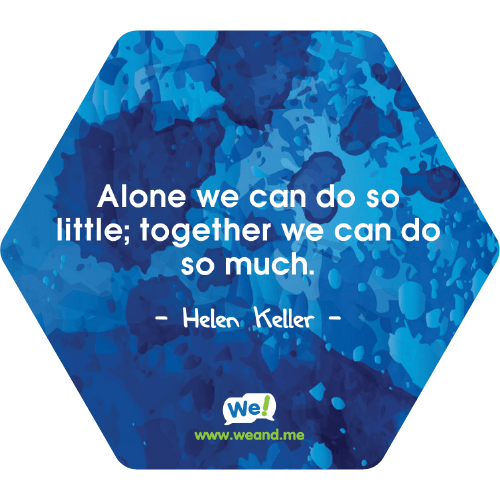 Alone we can do so
little; together we can do
so much.
- Helen Keller -
We!
www.weand.me